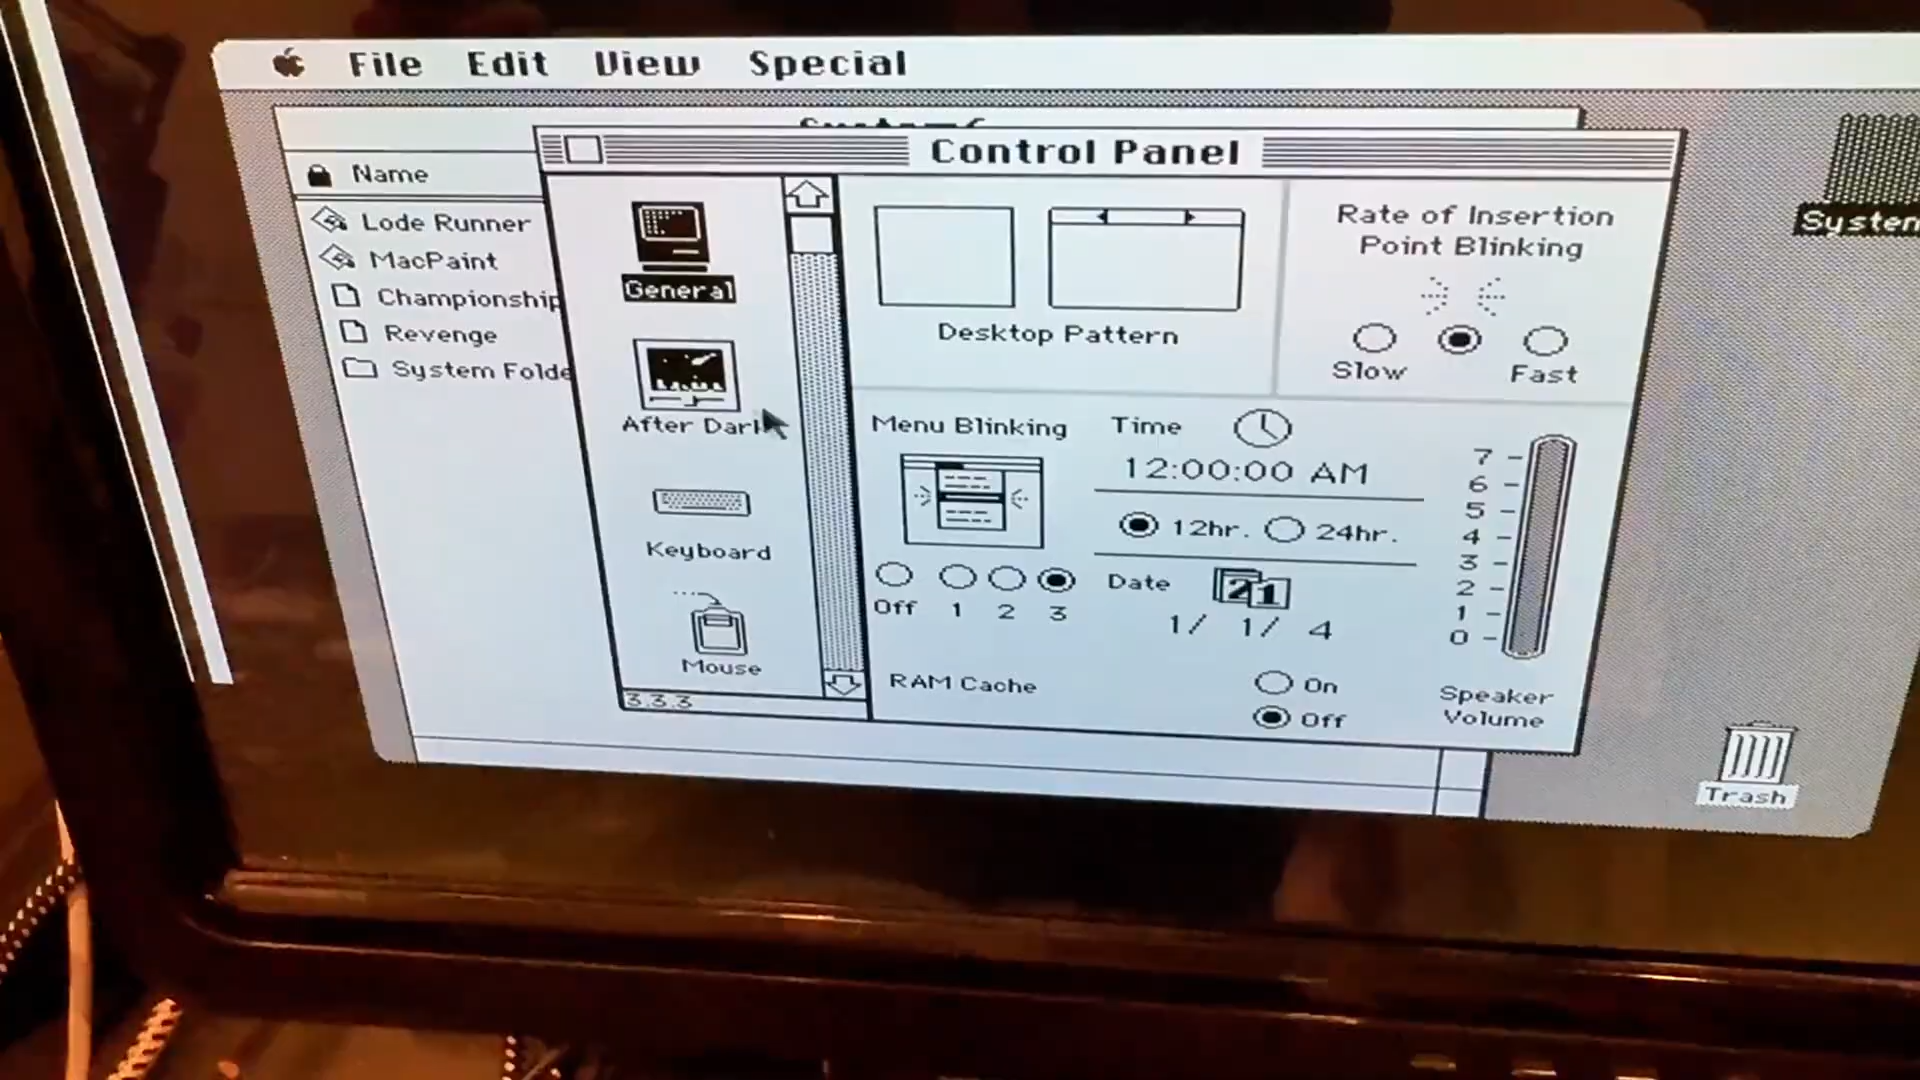 File Edit View Special
Control Panel
Name
Lode Runner
MacPaint
Championship
Revenge
System Folde
General
After Dark
Keyboard
Mouse
3.3.3
Desktop Pattern
Rate of Insertion
Point Blinking
Slow
Fast
Menu Blinking
Off 1 2 3
Time
12:00:00 AM
12hr. 24hr.
Date
21
1/ 1/ 4
RAM Cache
On
Off
7
6
5
4
3
2
1
0
Speaker
Volume
System
Trash